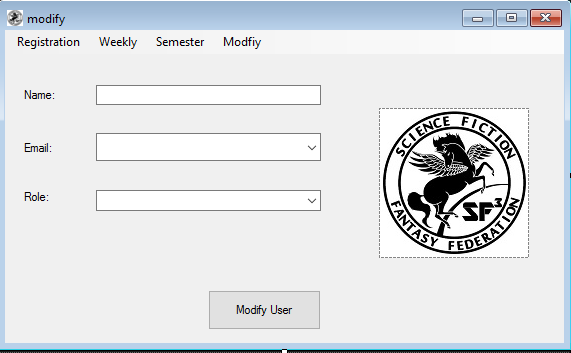 modify
Registration Weekly Semester Modfiy
Name:
Email:
Role:
SCIENCE FICTION
SF3
FANTASY FEDERATION
Modify User